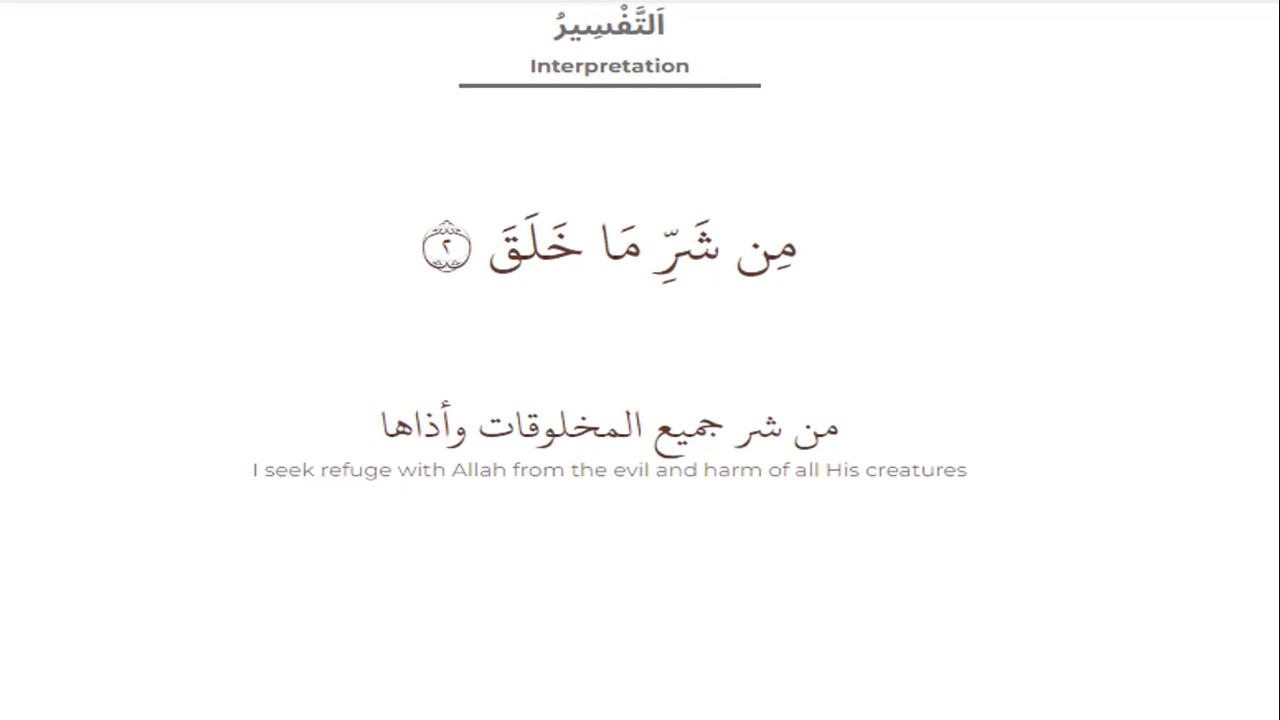 اَلتَّفْسِيرُ
Interpretation
مِن شَرِّ مَا خَلَقَ ٢
من شر جميع المخلوقات وأذاها
I seek refuge with Allah from the evil and harm of all His creatures